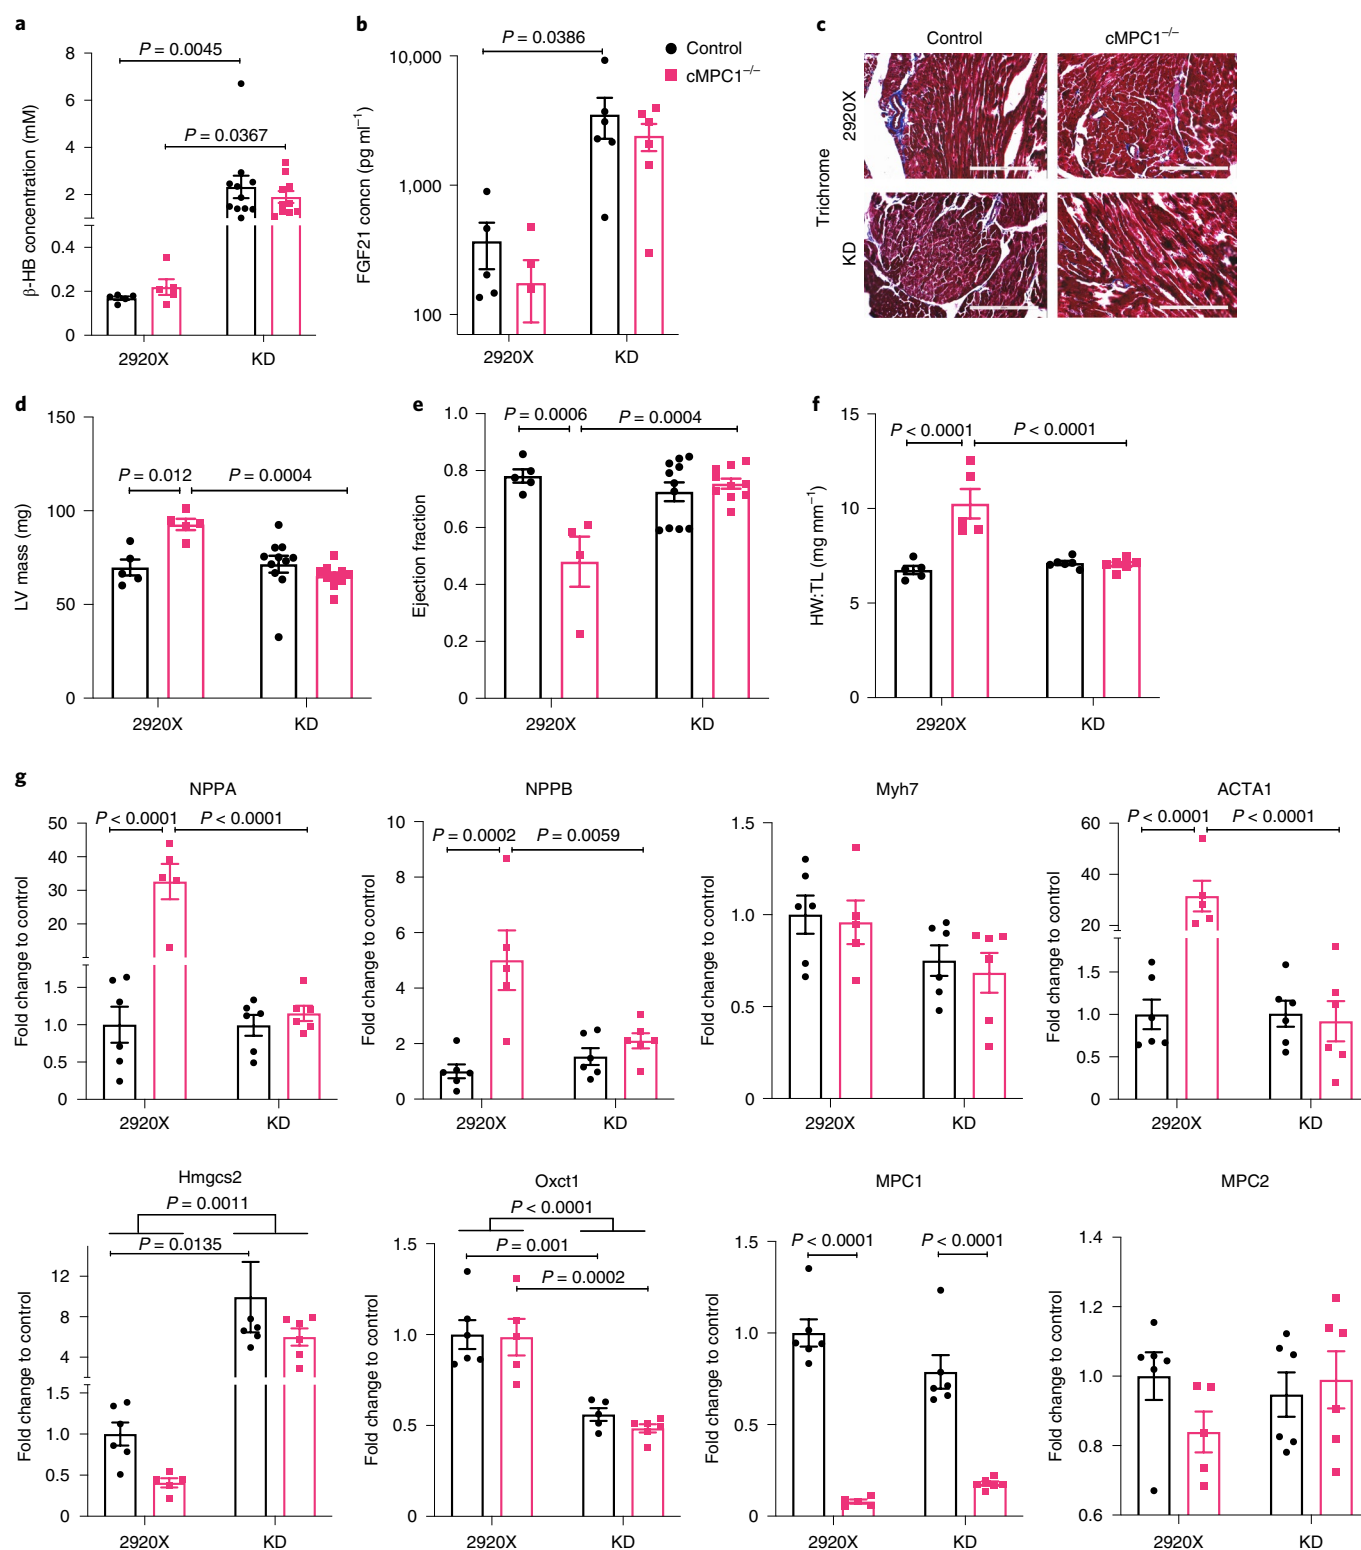 a
P = 0.0045
P = 0.0367
β-HB concentration (mM)
8
6
4
2
0.4
0.2
0
2920X
KD
b
P = 0.0386
FGF21 concn (pg ml⁻¹)
10,000
1,000
100
2920X
KD
Control
cMPC1⁻/⁻
c
Control
cMPC1⁻/⁻
Trichrome
2920X
KD
d
LV mass (mg)
150
100
50
0
P = 0.012
P = 0.0004
2920X
KD
e
Ejection fraction
1.0
0.8
0.6
0.4
0.2
0
P = 0.0006
P = 0.0004
2920X
KD
f
HW:TL (mg mm⁻¹)
15
10
5
0
P < 0.0001
P < 0.0001
2920X
KD
g
NPPA
Fold change to control
P < 0.0001
P < 0.0001
50
40
30
20
1.5
1.0
0.5
0
2920X
KD
NPPB
Fold change to control
P = 0.0002
P = 0.0059
10
8
6
4
2
0
2920X
KD
Myh7
Fold change to control
1.5
1.0
0.5
0
2920X
KD
ACTA1
Fold change to control
P < 0.0001
P < 0.0001
60
40
20
1.5
1.0
0.5
0
2920X
KD
Hmgcs2
Fold change to control
P = 0.0011
P = 0.0135
12
8
4
1.5
1.0
0.5
0
2920X
KD
Oxct1
Fold change to control
P < 0.0001
P = 0.001
P = 0.0002
1.5
1.0
0.5
0
2920X
KD
MPC1
Fold change to control
P < 0.0001
P < 0.0001
1.5
1.0
0.5
0
2920X
KD
MPC2
Fold change to control
1.4
1.2
1.0
0.8
0.6
2920X
KD